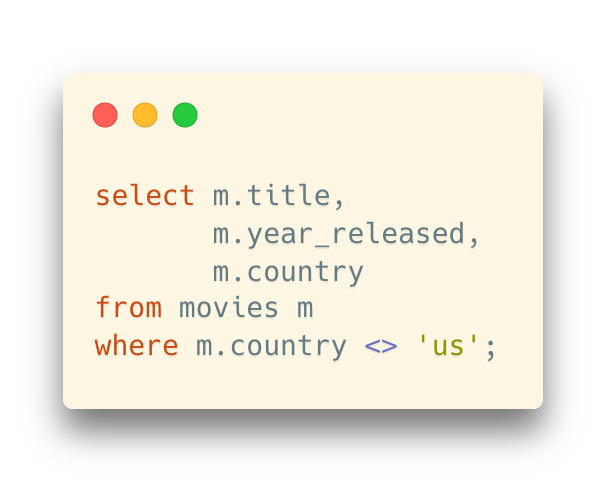 select m.title,
       m.year_released,
       m.country
from movies m
where m.country <> 'us';